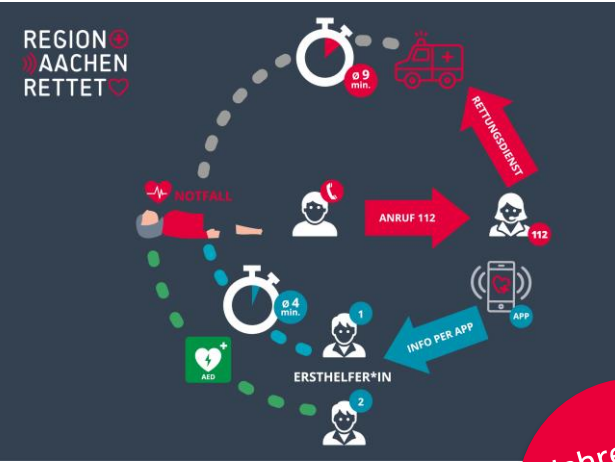 REGION
AACHEN
RETTET
ø 9
min.
RETTUNGSDIENST
NOTFALL
ANRUF 112
112
ø 4
min.
APP
1
INFO PER APP
AED
ERSTHELFER*IN
2